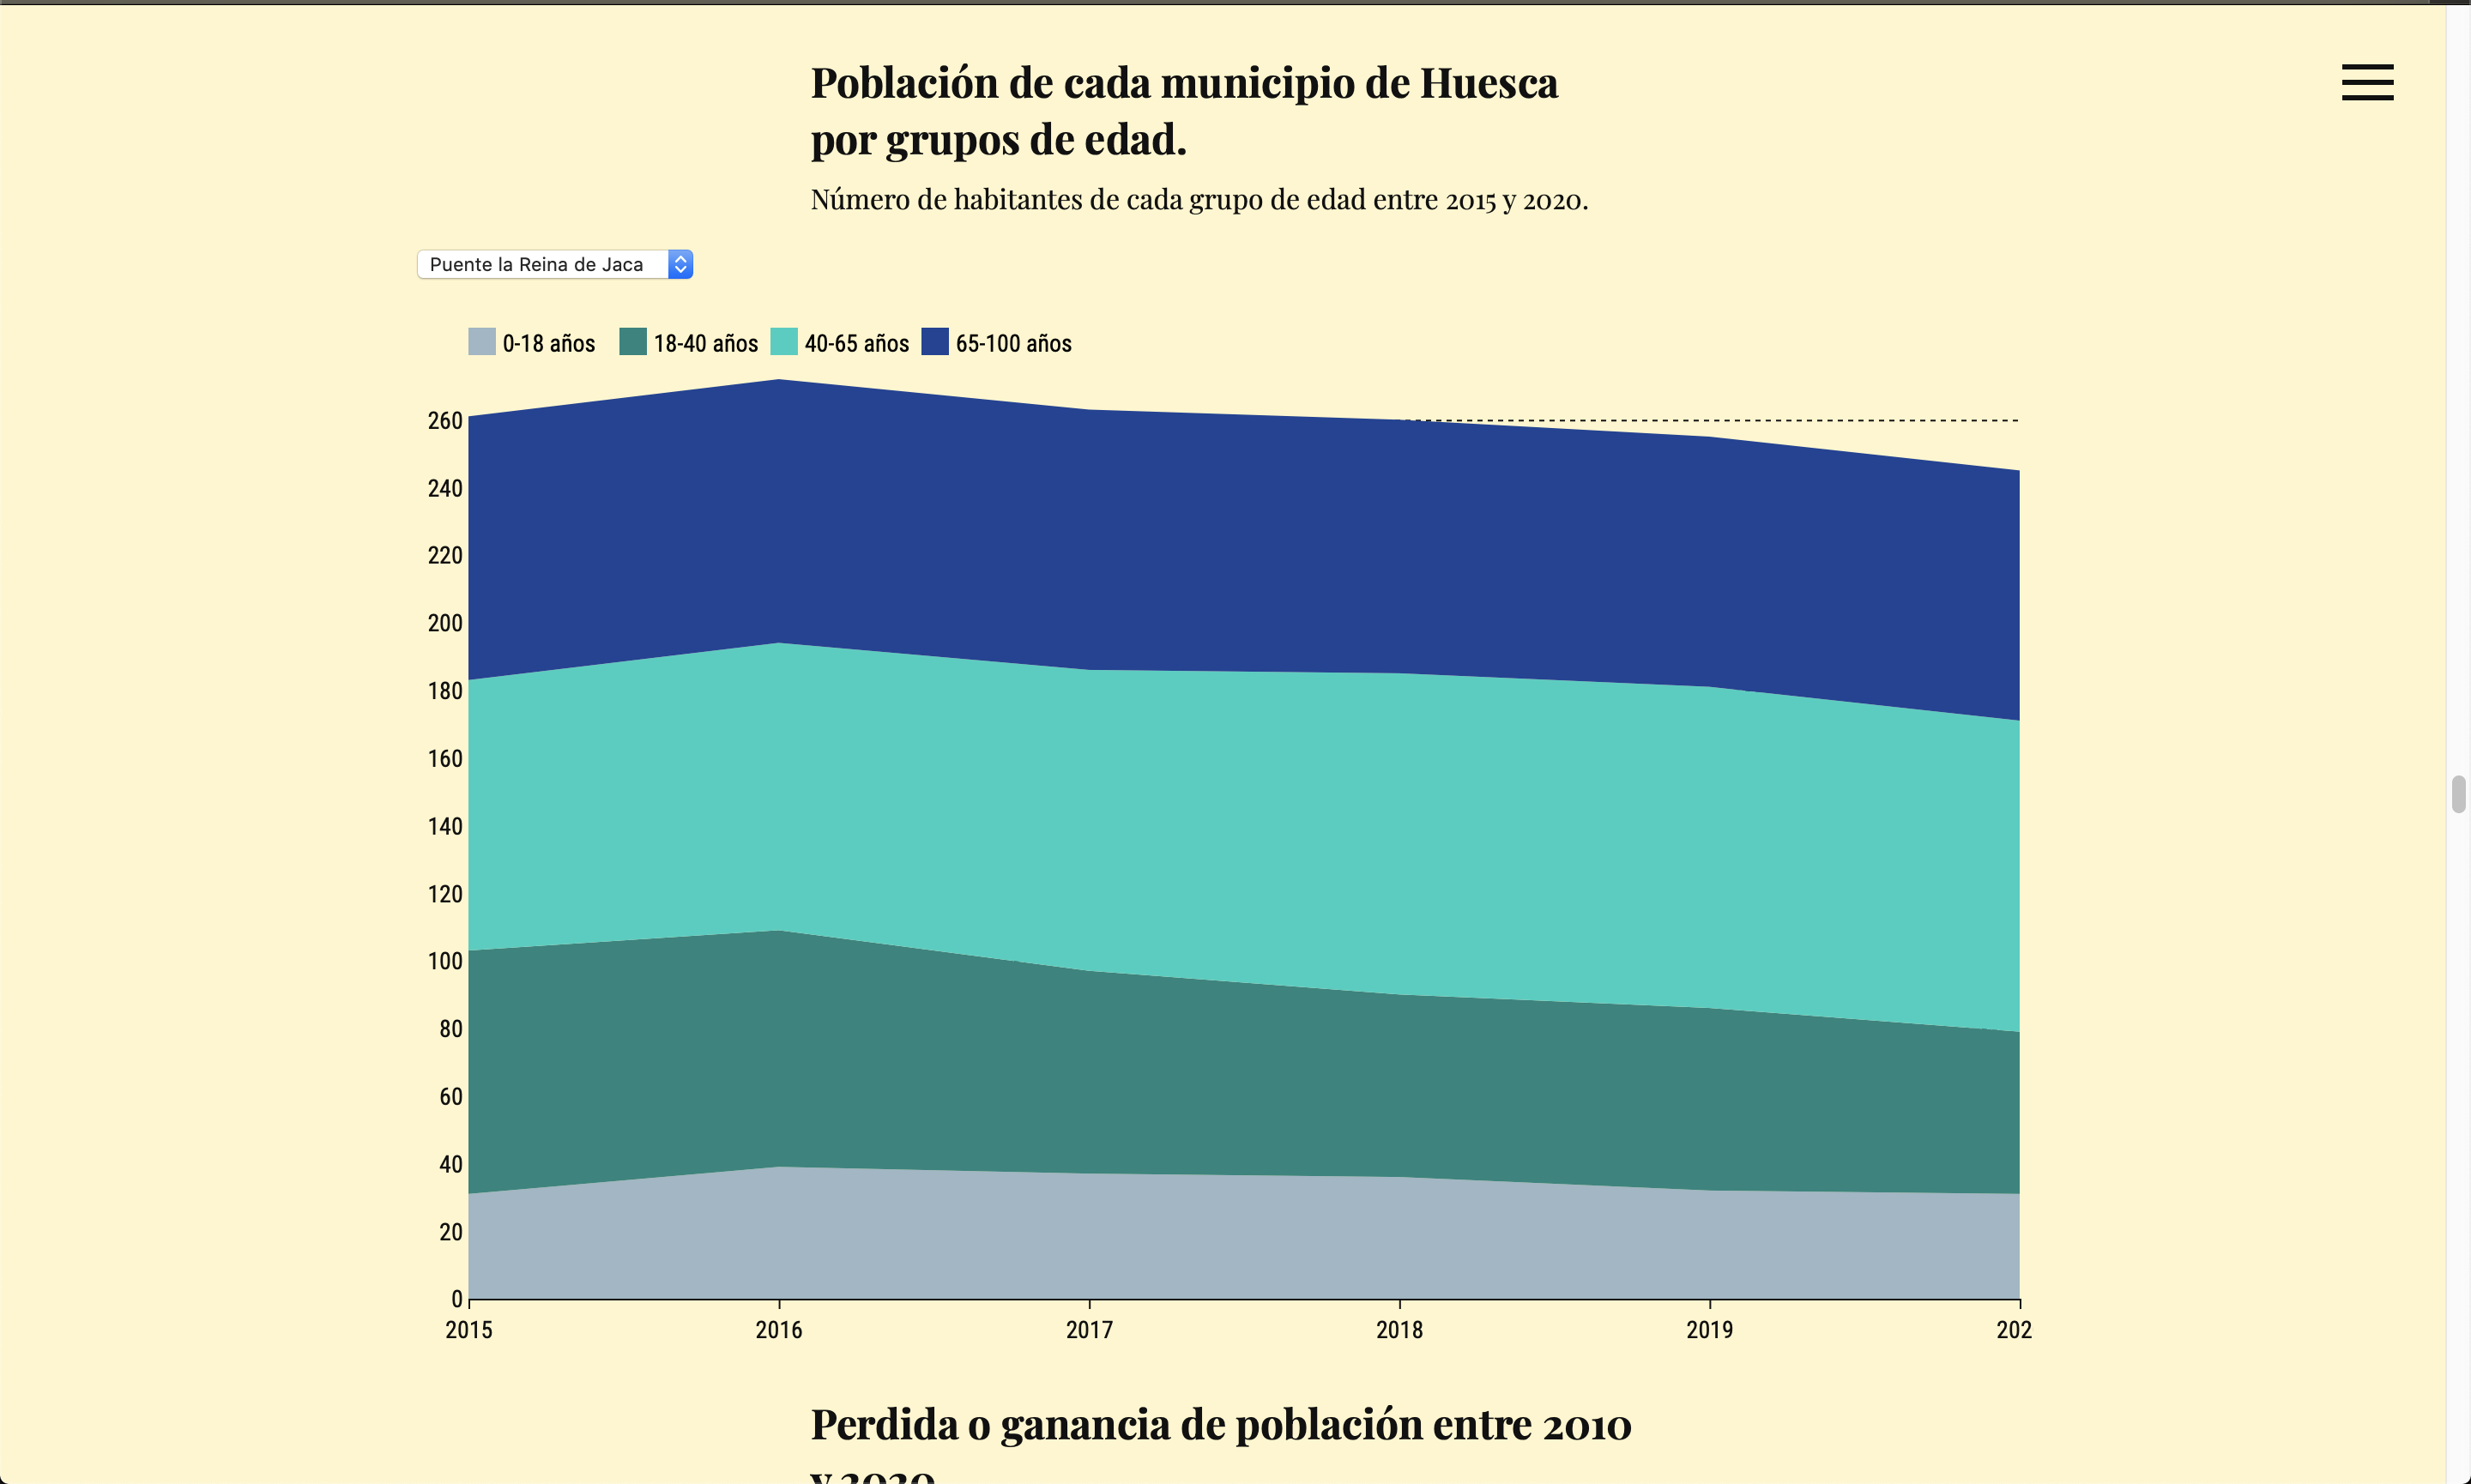 Población de cada municipio de Huesca
por grupos de edad.
Número de habitantes de cada grupo de edad entre 2015 y 2020.
Puente la Reina de Jaca
0-18 años 18-40 años 40-65 años 65-100 años
260
240
220
200
180
160
140
120
100
80
60
40
20
0
2015 2016 2017 2018 2019 202
Perdida o ganancia de población entre 2010
y 2020